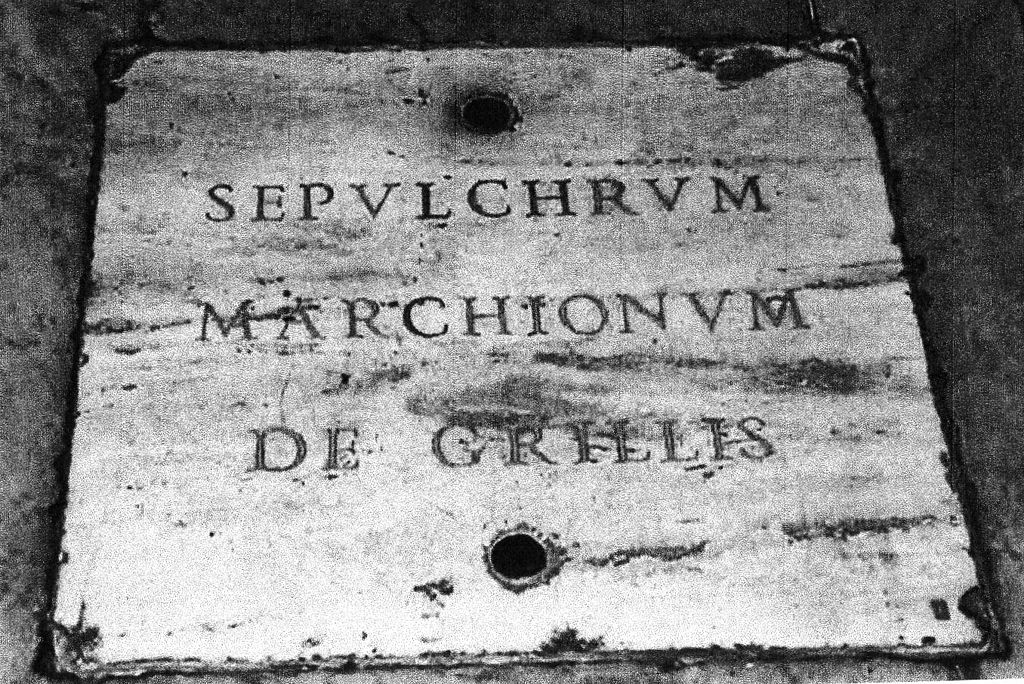 SEPVLCHRVM
MARCHIONVM
DE GRILLIS